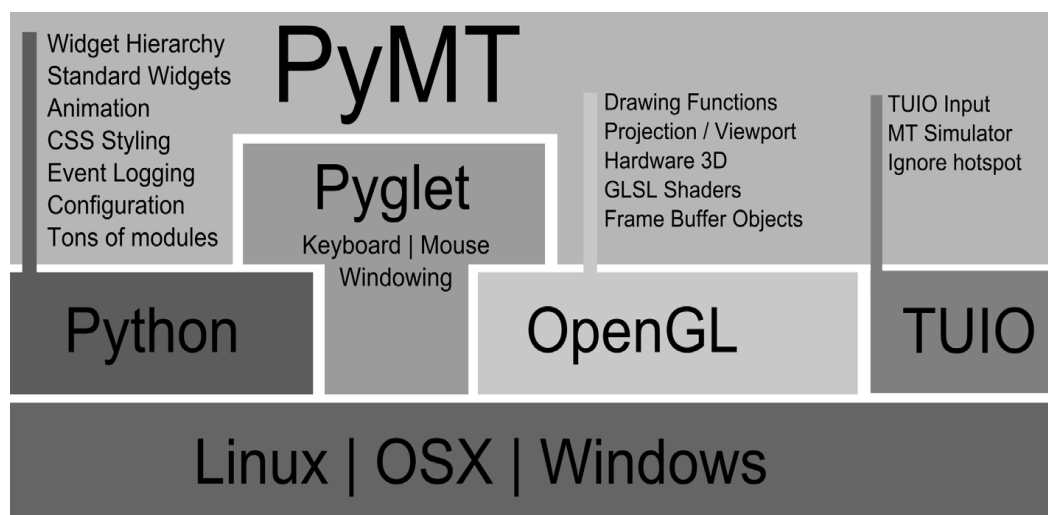 PyMT
Widget Hierarchy
Standard Widgets
Animation
CSS Styling
Event Logging
Configuration
Tons of modules
Pyglet
Keyboard | Mouse
Windowing
Drawing Functions
Projection / Viewport
Hardware 3D
GLSL Shaders
Frame Buffer Objects
TUIO Input
MT Simulator
Ignore hotspot
Python
OpenGL
TUIO
Linux | OSX | Windows